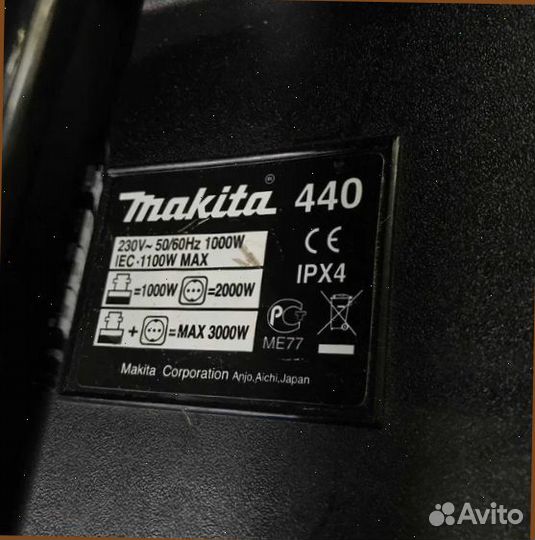 makita® 440
230V~ 50/60Hz 1000W
IEC·1100W MAX
=1000W =2000W
+ =MAX 3000W
CE
IPX4
PG
ME77
Makita Corporation Anjo,Aichi,Japan
Avito